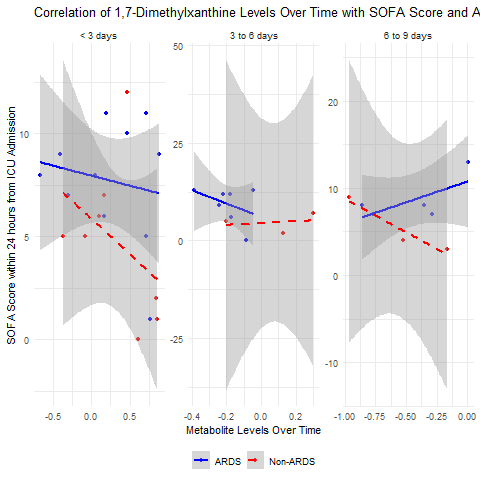 Correlation of 1,7-Dimethylxanthine Levels Over Time with SOFA Score and A
< 3 days
3 to 6 days
6 to 9 days
SOFA Score within 24 hours from ICU Admission
10
5
0
50
25
0
-25
20
10
0
-10
-0.5
0.0
0.5
-0.4
-0.2
0.0
0.2
-1.00
-0.75
-0.50
-0.25
0.00
Metabolite Levels Over Time
ARDS
Non-ARDS